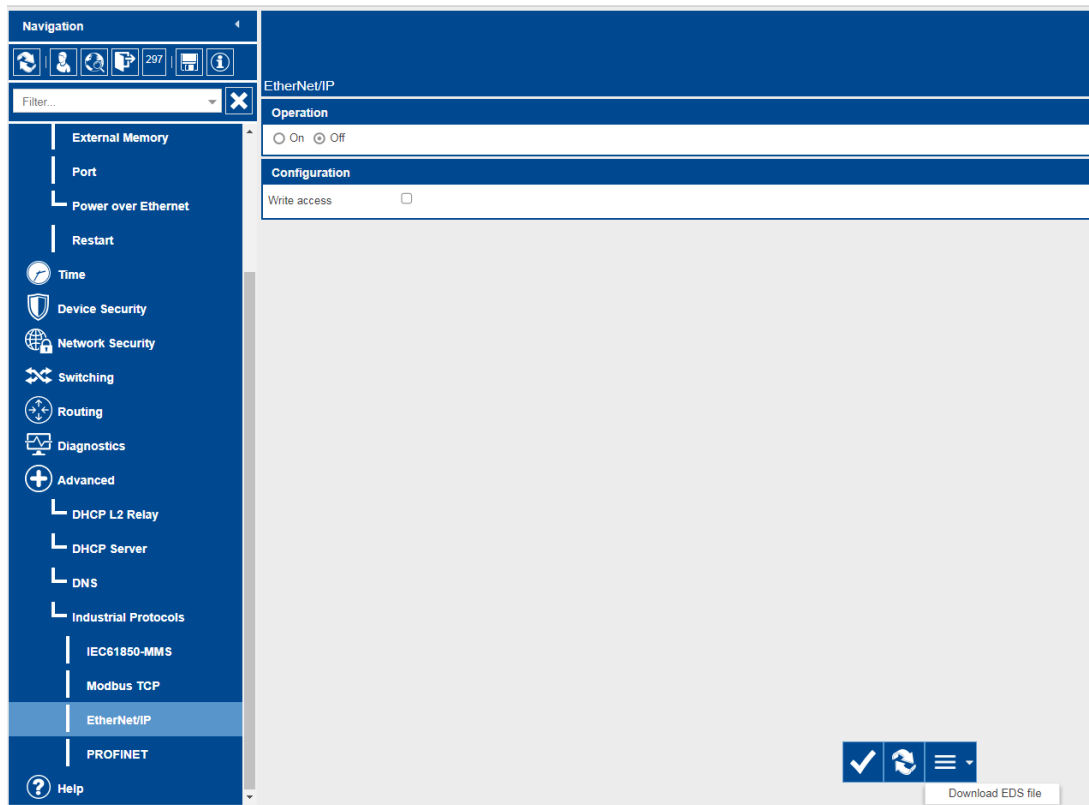 Navigation
297
Filter...
External Memory
Port
Power over Ethernet
Restart
Time
Device Security
Network Security
Switching
Routing
Diagnostics
Advanced
DHCP L2 Relay
DHCP Server
DNS
Industrial Protocols
IEC61850-MMS
Modbus TCP
EtherNet/IP
PROFINET
Help
EtherNet/IP
Operation
On Off
Configuration
Write access
Download EDS file